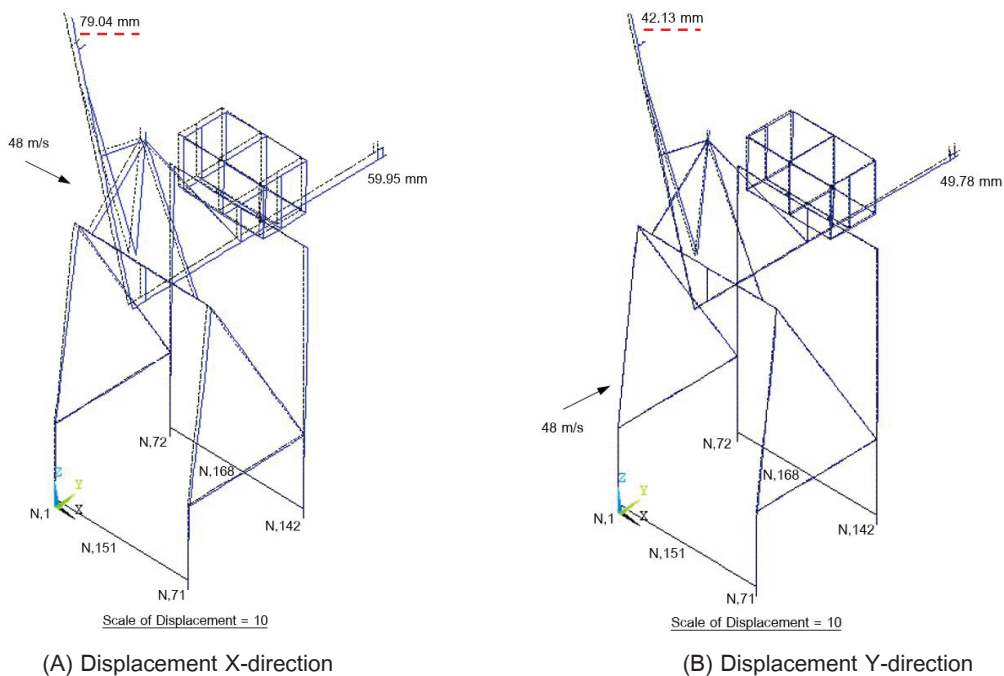 79.04 mm
48 m/s
59.95 mm
N,72
N,168
Z
Y
X
N,1
N,142
N,151
N,71
Scale of Displacement = 10
(A) Displacement X-direction
42.13 mm
49.78 mm
48 m/s
N,72
N,168
Z
Y
X
N,1
N,142
N,151
N,71
Scale of Displacement = 10
(B) Displacement Y-direction